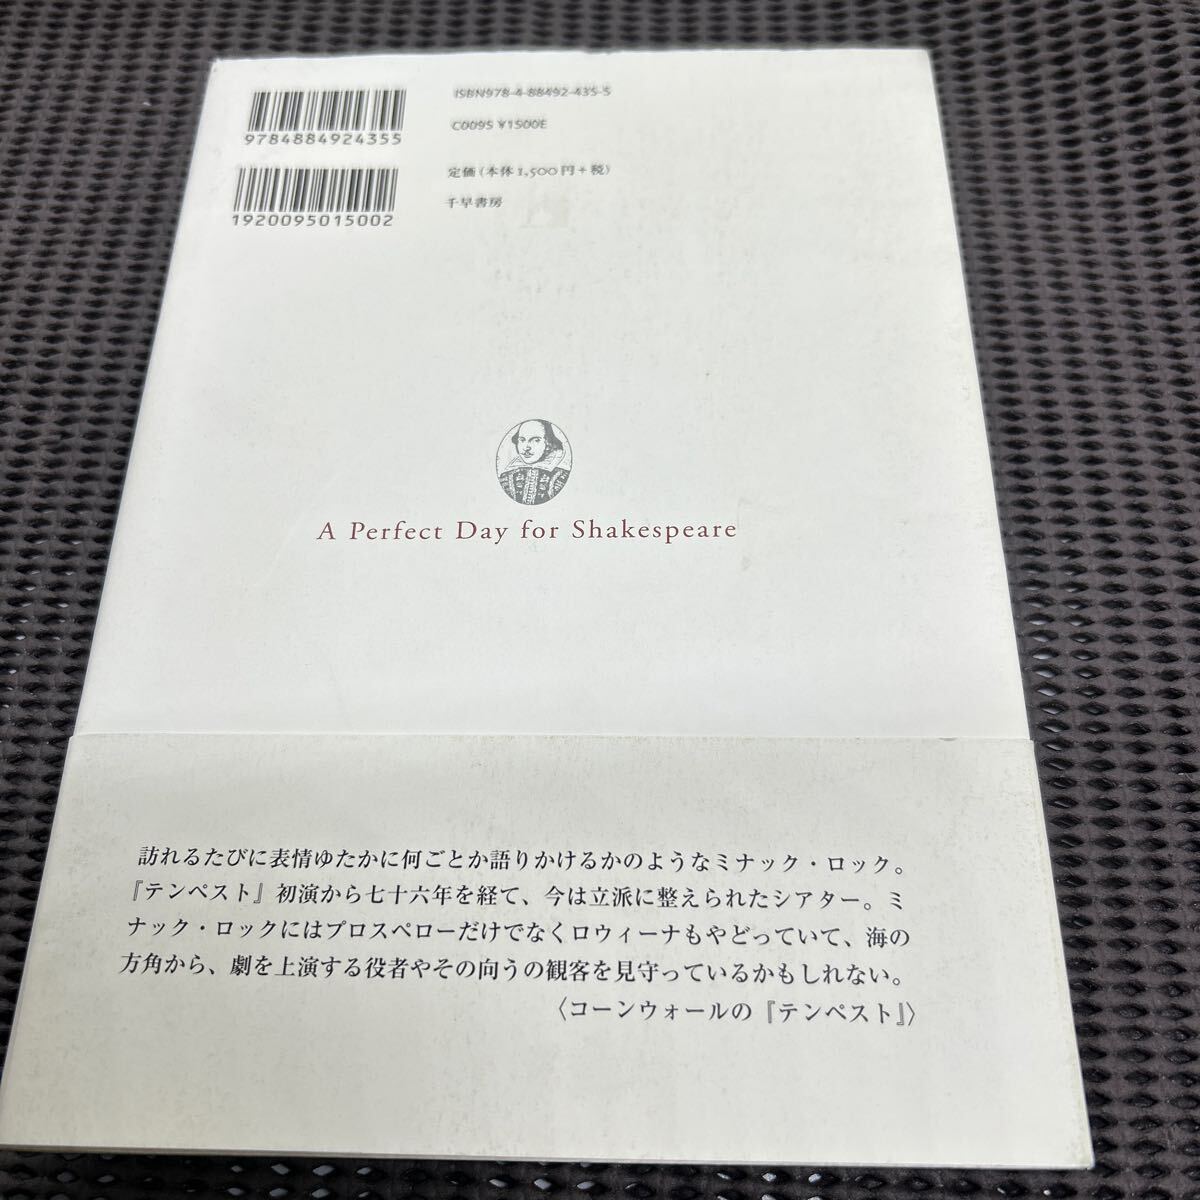 9784884924355
1920095015002
ISBN978-4-88492-435-5
C0095 ¥1500E
定価(本体1,500円+税)
千早書房
A Perfect Day for Shakespeare
訪れるたびに表情ゆたかに何ごとか語りかけるかのようなミナック・ロック。
『テンペスト』初演から七十六年を経て、今は立派に整えられたシアター。ミ
ナック・ロックにはプロスペローだけでなくロウィーナもやどっていて、海の
方角から、劇を上演する役者やその向うの観客を見守っているかもしれない。
〈コーンウォールの『テンペスト』〉